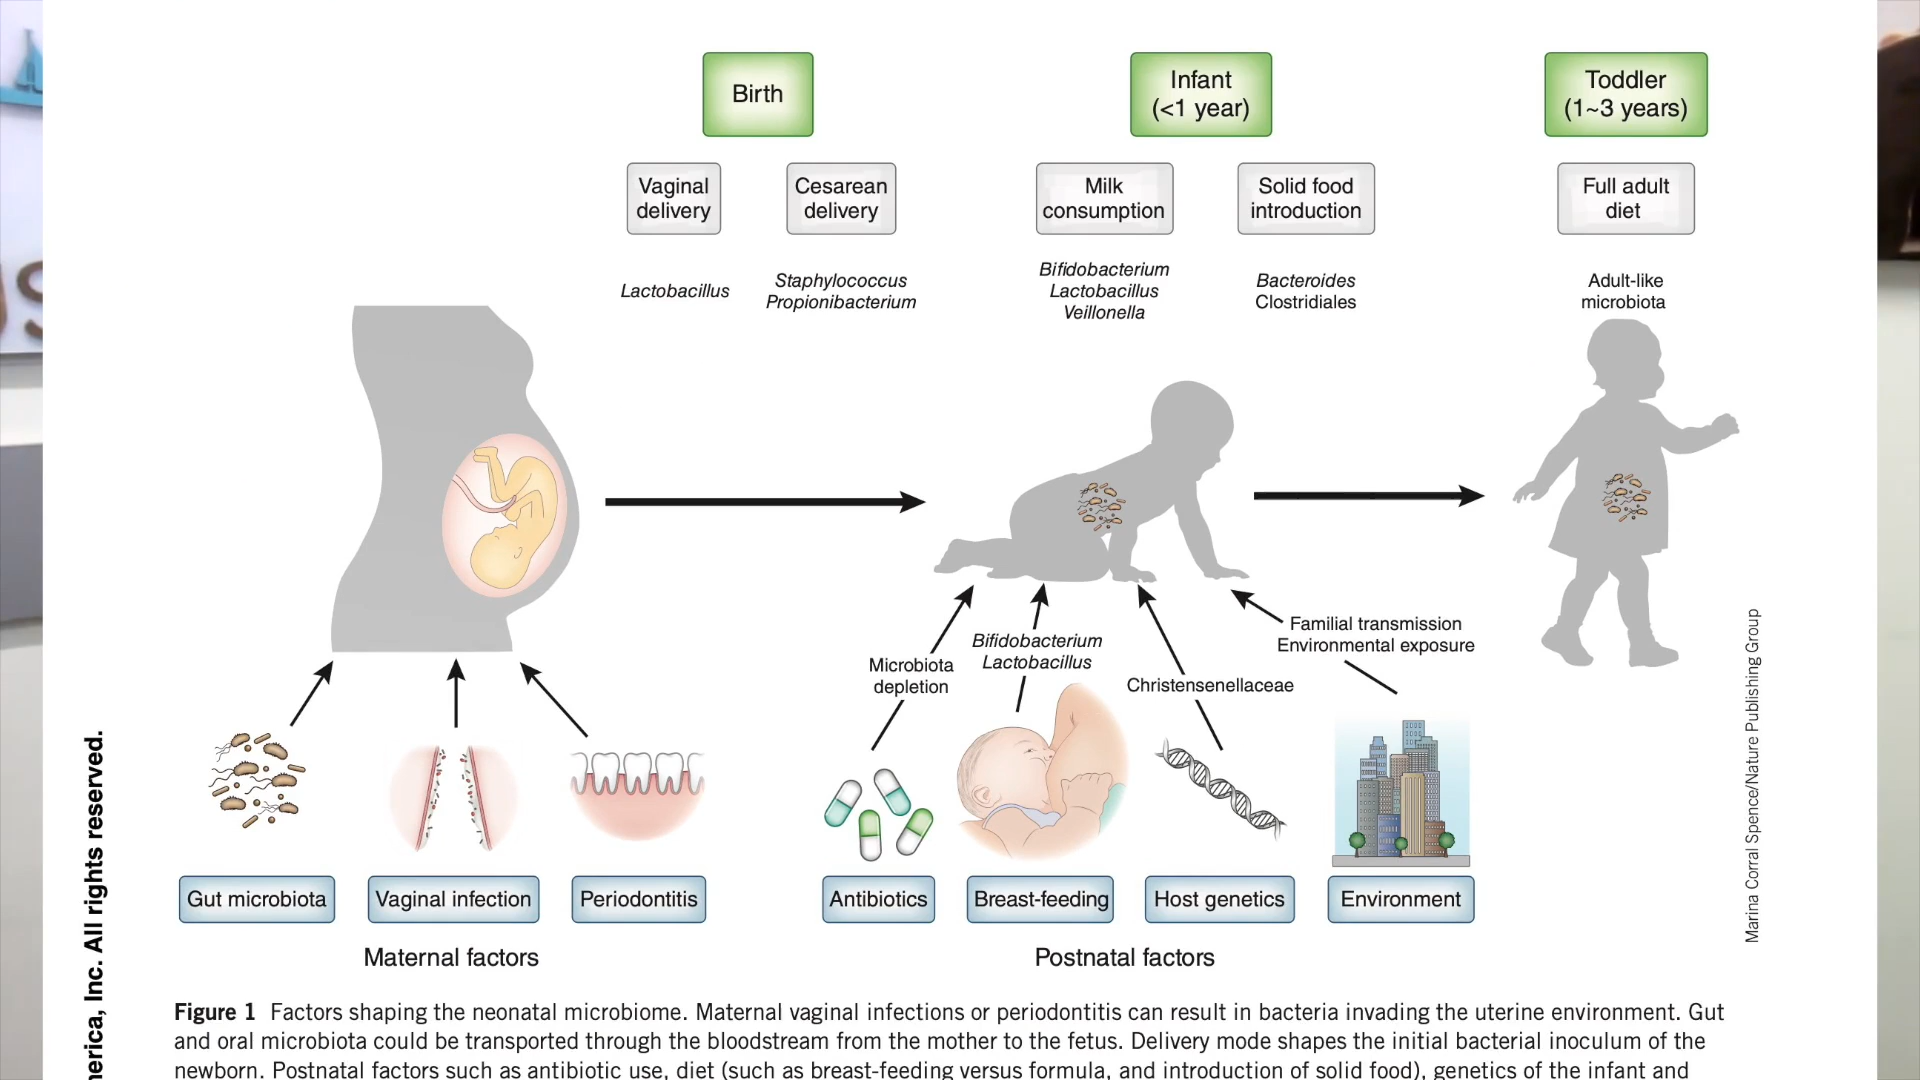 Birth
Infant
(<1 year)
Toddler
(1~3 years)
Vaginal
delivery
Cesarean
delivery
Milk
consumption
Solid food
introduction
Full adult
diet
Lactobacillus
Staphylococcus
Propionibacterium
Bifidobacterium
Lactobacillus
Veillonella
Bacteroides
Clostridiales
Adult-like
microbiota
Microbiota
depletion
Bifidobacterium
Lactobacillus
Christensenellaceae
Familial transmission
Environmental exposure
Gut microbiota
Vaginal infection
Periodontitis
Antibiotics
Breast-feeding
Host genetics
Environment
Maternal factors
Postnatal factors
Marina Corral Spence/Nature Publishing Group
nerica, Inc. All rights reserved.
Figure 1 Factors shaping the neonatal microbiome. Maternal vaginal infections or periodontitis can result in bacteria invading the uterine environment. Gut
and oral microbiota could be transported through the bloodstream from the mother to the fetus. Delivery mode shapes the initial bacterial inoculum of the
newborn. Postnatal factors such as antibiotic use, diet (such as breast-feeding versus formula, and introduction of solid food), genetics of the infant and